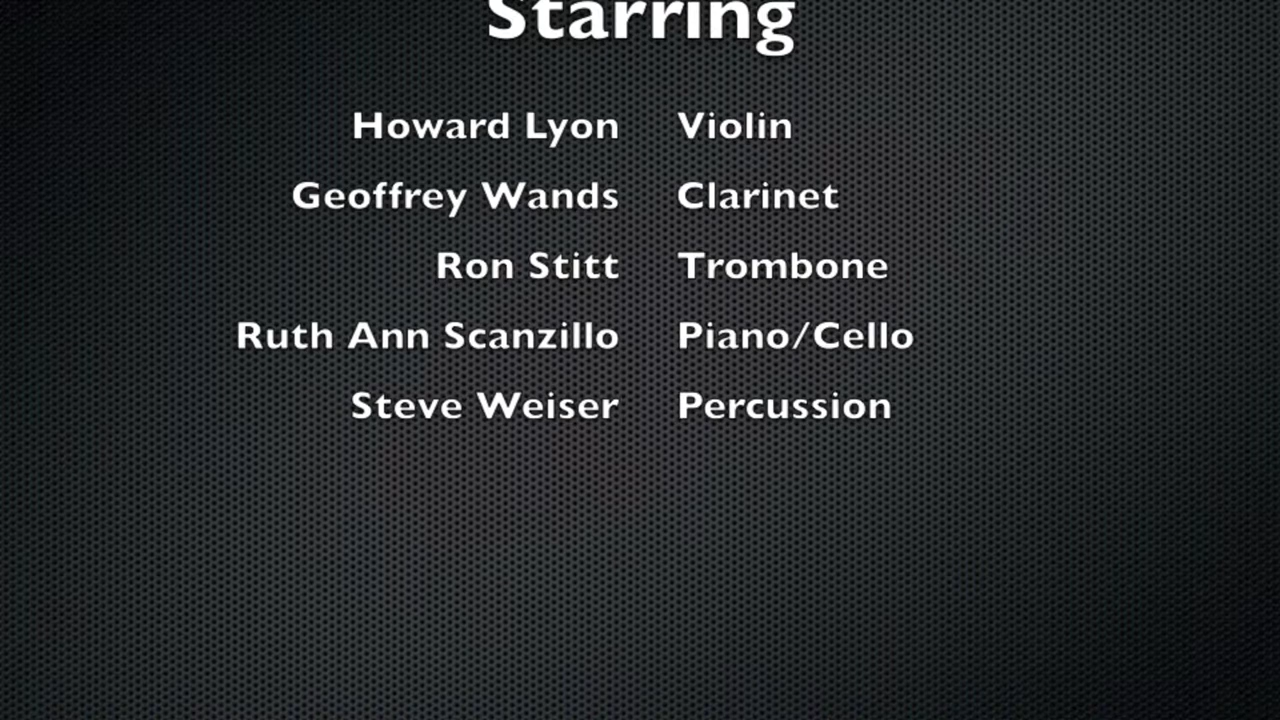 Starring
Howard Lyon Violin
Geoffrey Wands Clarinet
Ron Stitt Trombone
Ruth Ann Scanzillo Piano/Cello
Steve Weiser Percussion